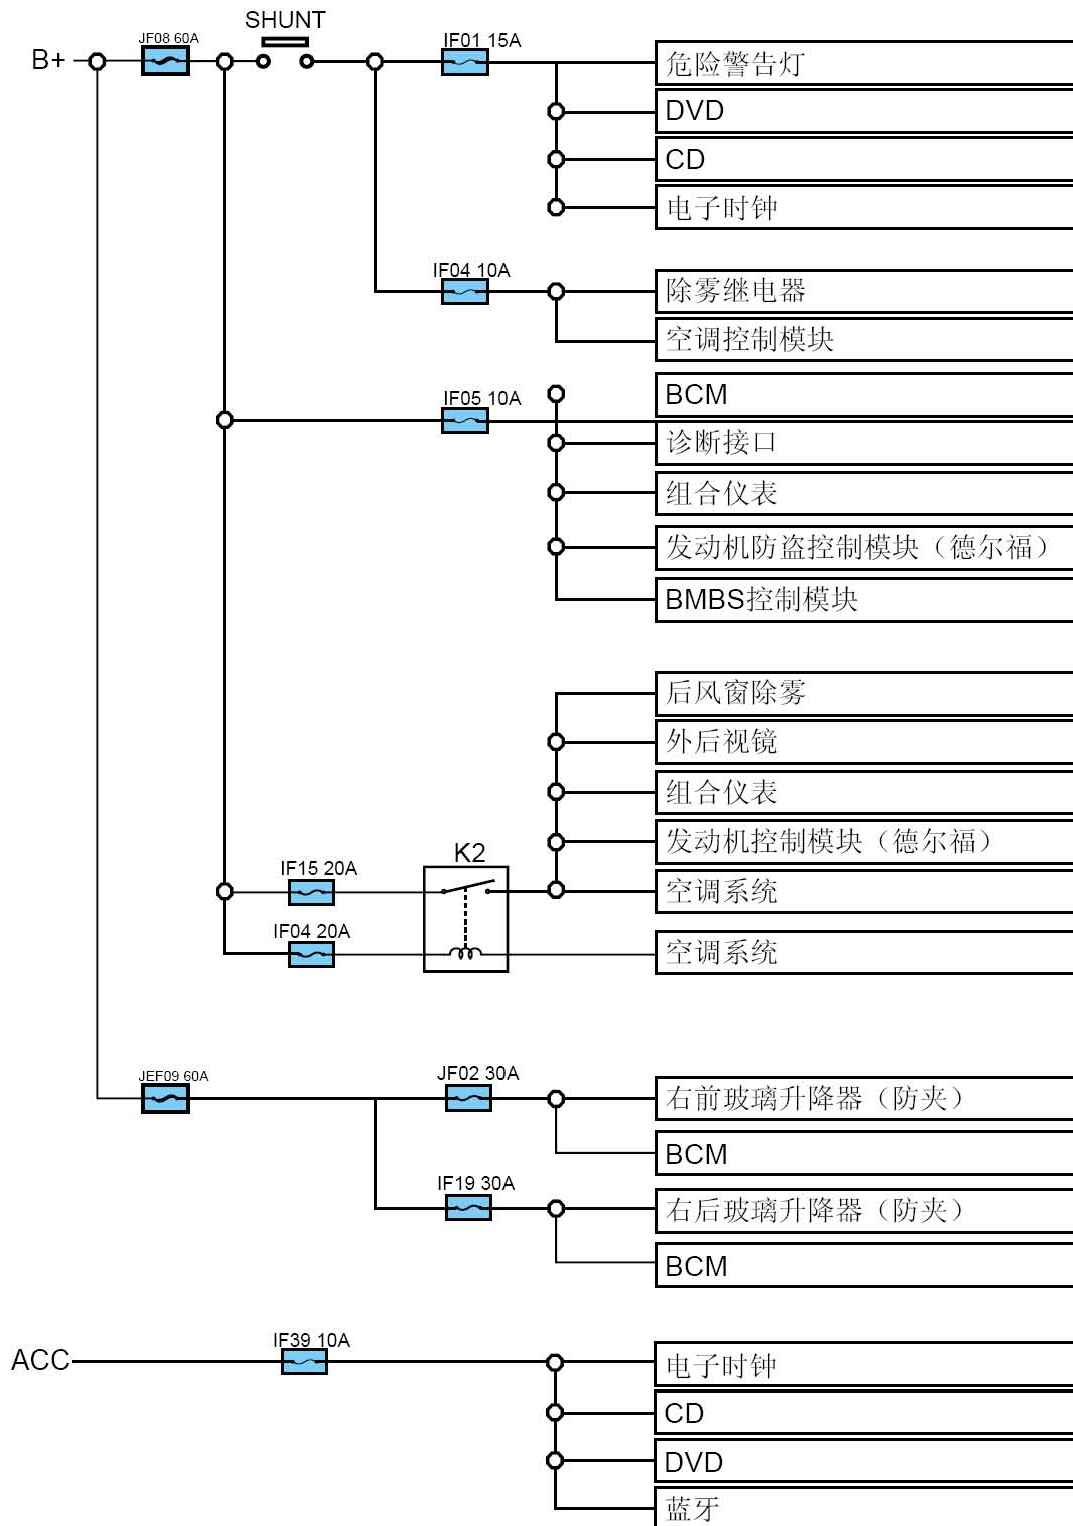 SHUNT
B+
JF08 60A
IF01 15A
危险警告灯
DVD
CD
电子时钟
IF04 10A
除雾继电器
空调控制模块
IF05 10A
BCM
诊断接口
组合仪表
发动机防盗控制模块（德尔福）
BMBS控制模块
后风窗除雾
外后视镜
组合仪表
发动机控制模块（德尔福）
K2
IF15 20A
空调系统
IF04 20A
空调系统
JEF09 60A
JF02 30A
右前玻璃升降器（防夹）
BCM
IF19 30A
右后玻璃升降器（防夹）
BCM
ACC
IF39 10A
电子时钟
CD
DVD
蓝牙